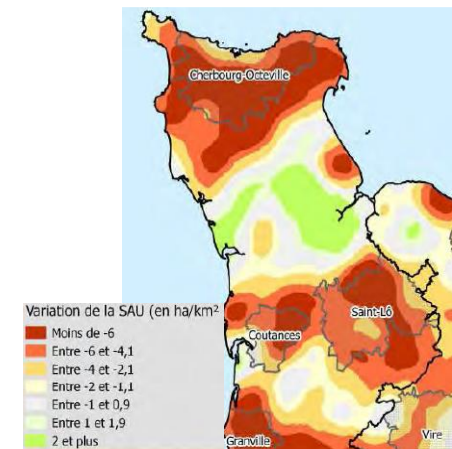 Cherbourg-Octeville
Variation de la SAU (en ha/km²
Moins de -6
Entre -6 et -4,1
Entre -4 et -2,1
Entre -2 et -1,1
Entre -1 et 0,9
Entre 1 et 1,9
2 et plus
Saint-Lô
Coutances
Granville
Vire